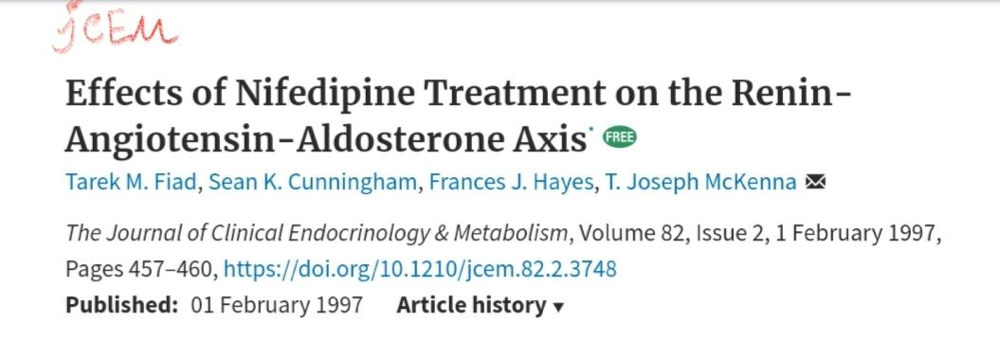 JCEM
Effects of Nifedipine Treatment on the Renin-
Angiotensin-Aldosterone Axis* FREE
Tarek M. Fiad, Sean K. Cunningham, Frances J. Hayes, T. Joseph McKenna
The Journal of Clinical Endocrinology & Metabolism, Volume 82, Issue 2, 1 February 1997,
Pages 457–460, https://doi.org/10.1210/jcem.82.2.3748
Published: 01 February 1997 Article history ▾